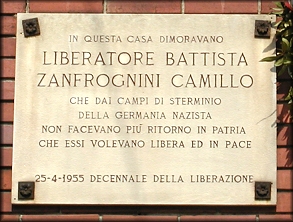 IN QUESTA CASA DIMORAVANO
LIBERATORE BATTISTA
ZANFROGNINI CAMILLO
CHE DAI CAMPI DI STERMINIO
DELLA GERMANIA NAZISTA
NON FACEVANO PIÚ RITORNO IN PATRIA
CHE ESSI VOLEVANO LIBERA ED IN PACE
25-4-1955 DECENNALE DELLA LIBERAZIONE